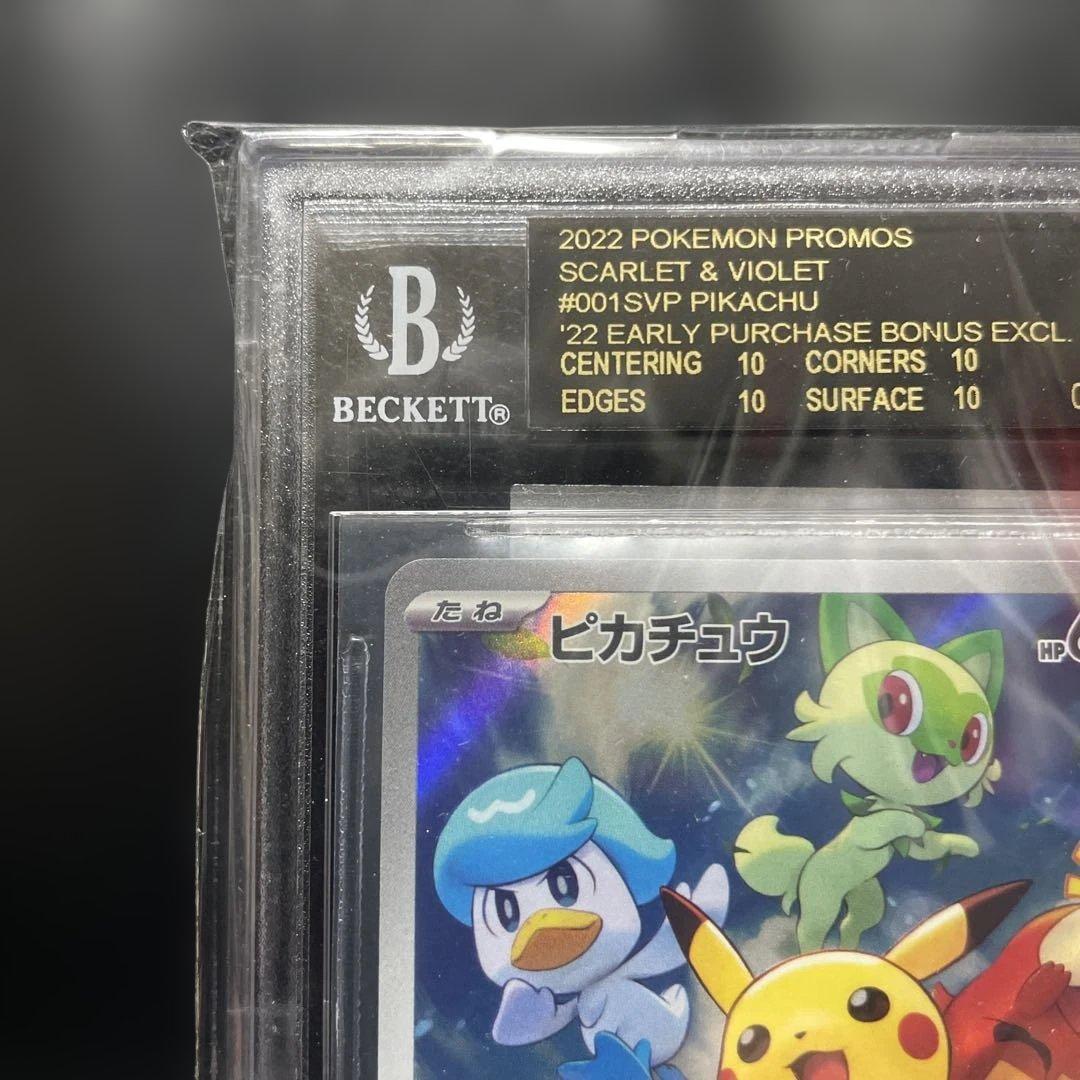 B
BECKETT®
2022 POKEMON PROMOS
SCARLET & VIOLET
#001SVP PIKACHU
'22 EARLY PURCHASE BONUS EXCL.
CENTERING 10 CORNERS 10
EDGES 10 SURFACE 10
たね
ピカチュウ
HP